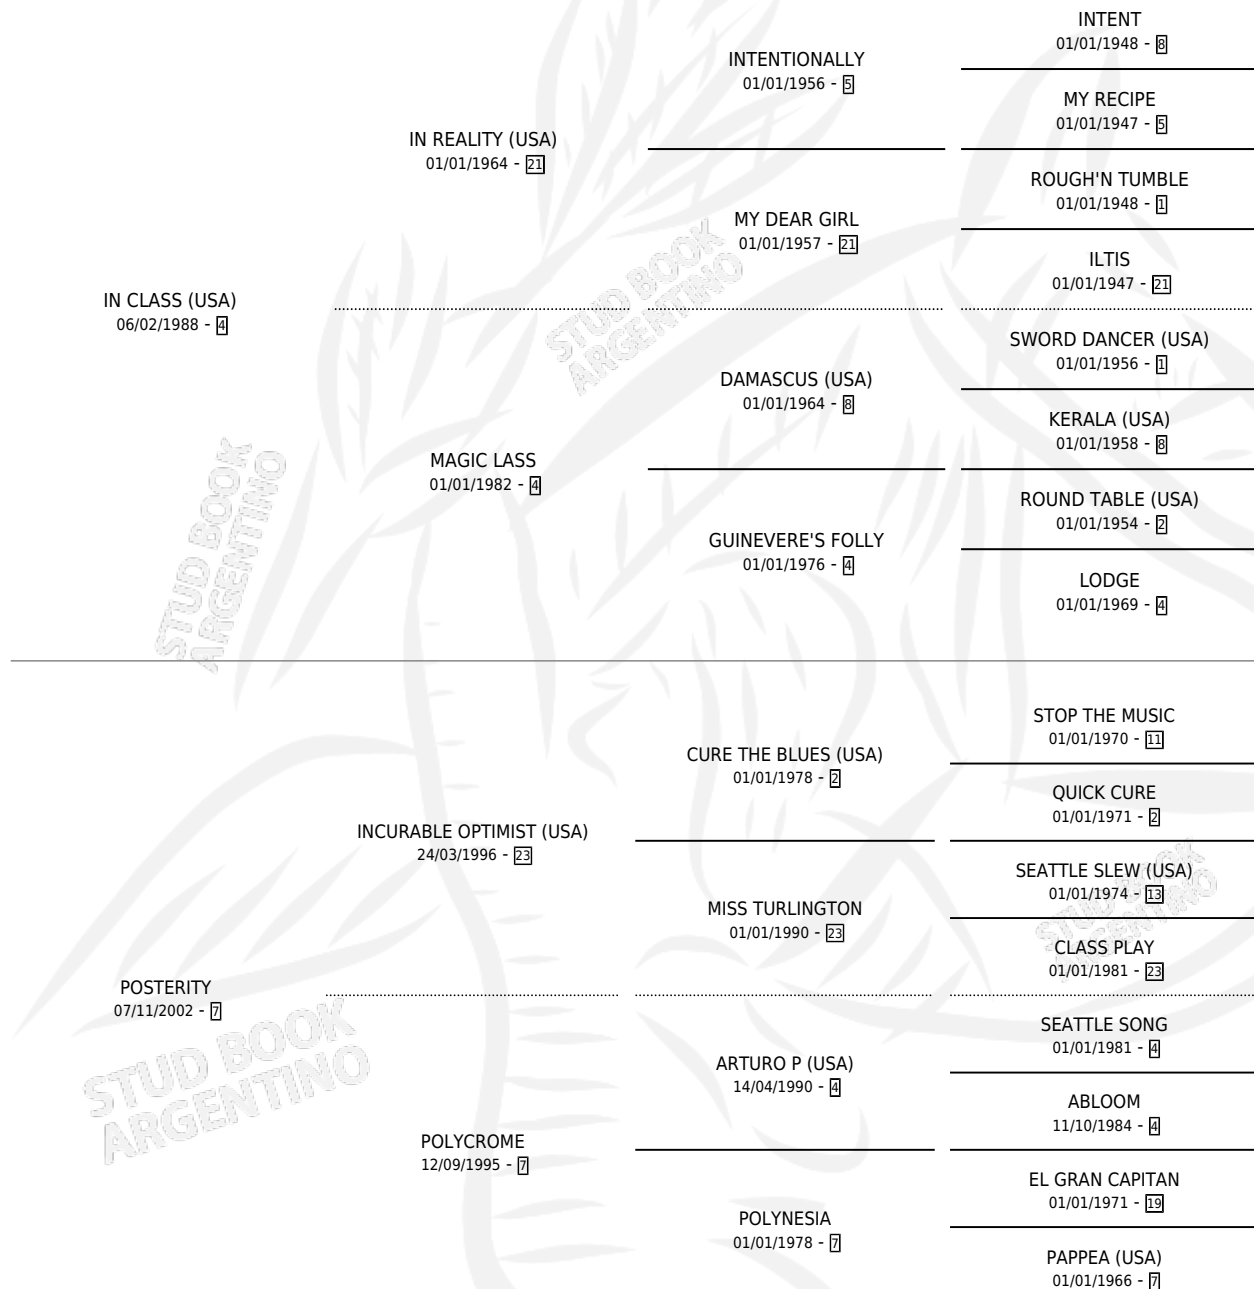 INTENT
01/01/1948 - 8
INTENTIONALLY
01/01/1956 - 5
MY RECIPE
01/01/1947 - 5
IN REALITY (USA)
01/01/1964 - 21
ROUGH'N TUMBLE
01/01/1948 - 1
MY DEAR GIRL
01/01/1957 - 21
ILTIS
01/01/1947 - 21
STUD BOOK
ARGENTINO
IN CLASS (USA)
06/02/1988 - 4
SWORD DANCER (USA)
01/01/1956 - 1
DAMASCUS (USA)
01/01/1964 - 8
KERALA (USA)
01/01/1958 - 8
MAGIC LASS
01/01/1982 - 4
ROUND TABLE (USA)
01/01/1954 - 2
GUINEVERE'S FOLLY
01/01/1976 - 4
LODGE
01/01/1969 - 4
STUD BOOK
ARGENTINO
STOP THE MUSIC
01/01/1970 - 11
CURE THE BLUES (USA)
01/01/1978 - 2
QUICK CURE
01/01/1971 - 2
INCURABLE OPTIMIST (USA)
24/03/1996 - 23
SEATTLE SLEW (USA)
01/01/1974 - 13
MISS TURLINGTON
01/01/1990 - 23
CLASS PLAY
01/01/1981 - 23
STUD BOOK
ARGENTINO
POSTERITY
07/11/2002 - 7
SEATTLE SONG
01/01/1981 - 4
ARTURO P (USA)
14/04/1990 - 4
ABLOOM
11/10/1984 - 4
STUD BOOK
ARGENTINO
POLYCROME
12/09/1995 - 7
EL GRAN CAPITAN
01/01/1971 - 19
POLYNESIA
01/01/1978 - 7
PAPPEA (USA)
01/01/1966 - 7